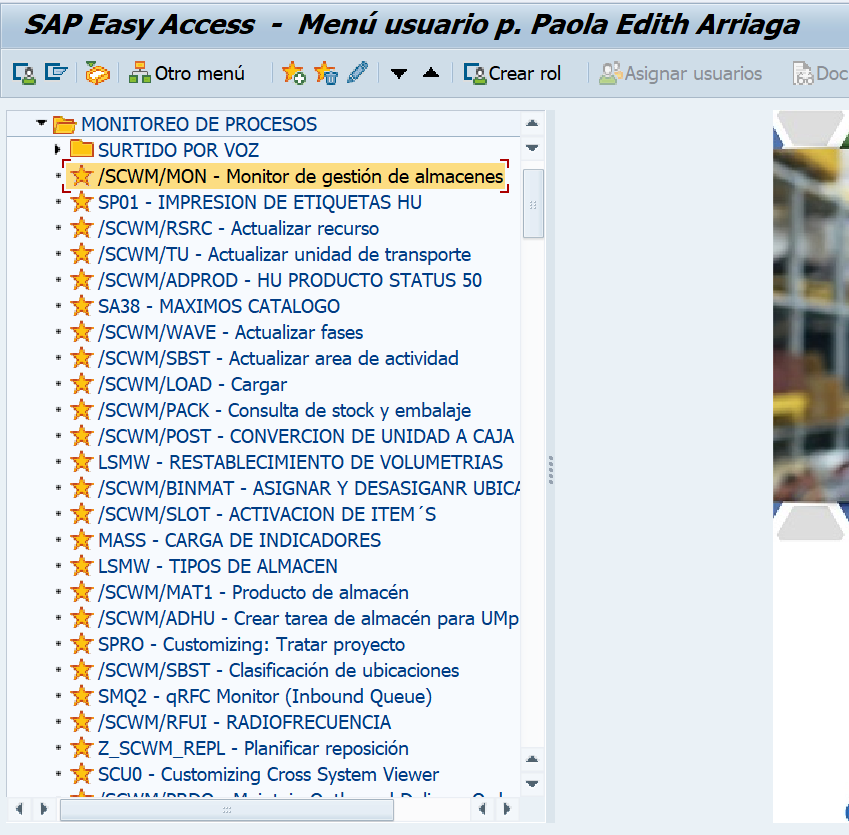 SAP Easy Access - Menú usuario p. Paola Edith Arriaga
Otro menú Crear rol Asignar usuarios Doc
MONITOREO DE PROCESOS
SURTIDO POR VOZ
/SCWM/MON - Monitor de gestión de almacenes
SP01 - IMPRESION DE ETIQUETAS HU
/SCWM/RSRC - Actualizar recurso
/SCWM/TU - Actualizar unidad de transporte
/SCWM/ADPROD - HU PRODUCTO STATUS 50
SA38 - MAXIMOS CATALOGO
/SCWM/WAVE - Actualizar fases
/SCWM/SBST - Actualizar area de actividad
/SCWM/LOAD - Cargar
/SCWM/PACK - Consulta de stock y embalaje
/SCWM/POST - CONVERCION DE UNIDAD A CAJA
LSMW - RESTABLECIMIENTO DE VOLUMETRIAS
/SCWM/BINMAT - ASIGNAR Y DESASIGANR UBICA
/SCWM/SLOT - ACTIVACION DE ITEM´S
MASS - CARGA DE INDICADORES
LSMW - TIPOS DE ALMACEN
/SCWM/MAT1 - Producto de almacén
/SCWM/ADHU - Crear tarea de almacén para UMp
SPRO - Customizing: Tratar proyecto
/SCWM/SBST - Clasificación de ubicaciones
SMQ2 - qRFC Monitor (Inbound Queue)
/SCWM/RFUI - RADIOFRECUENCIA
Z_SCWM_REPL - Planificar reposición
SCU0 - Customizing Cross System Viewer